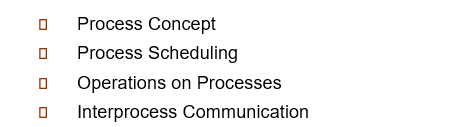 Process Concept
Process Scheduling
Operations on Processes
Interprocess Communication